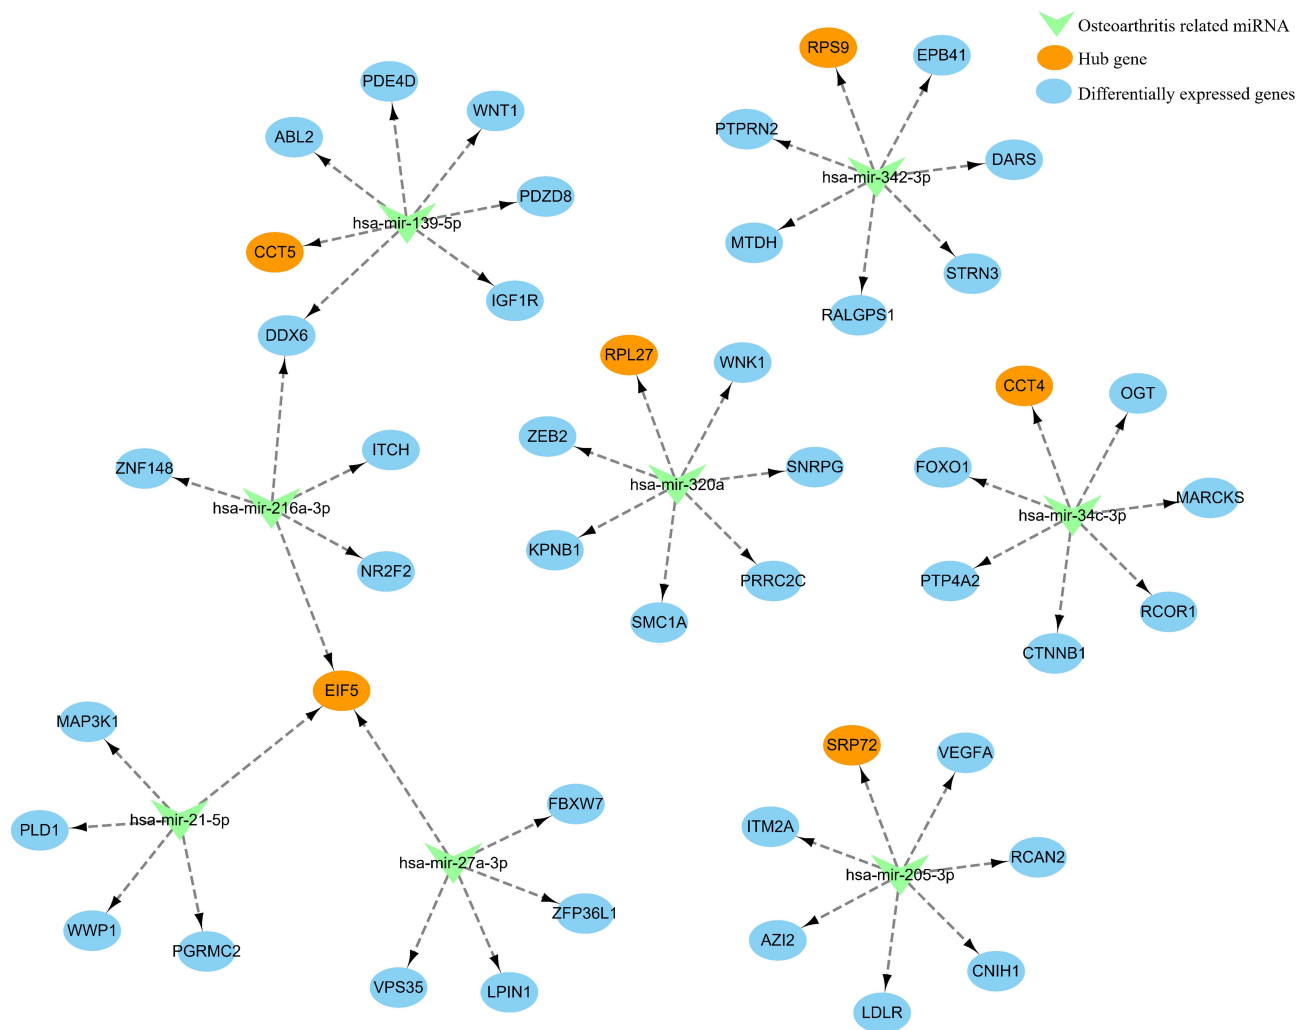 Osteoarthritis related miRNA
Hub gene
Differentially expressed genes
PDE4D
WNT1
ABL2
PDZD8
hsa-mir-139-5p
CCT5
IGF1R
DDX6
RPS9
EPB41
PTPRN2
DARS
hsa-mir-342-3p
MTDH
STRN3
RALGPS1
ZNF148
ITCH
hsa-mir-216a-3p
NR2F2
RPL27
WNK1
ZEB2
SNRPG
hsa-mir-320a
KPNB1
PRRC2C
SMC1A
CCT4
OGT
FOXO1
MARCKS
hsa-mir-34c-3p
PTP4A2
RCOR1
CTNNB1
EIF5
MAP3K1
hsa-mir-21-5p
PLD1
WWP1
PGRMC2
FBXW7
hsa-mir-27a-3p
ZFP36L1
VPS35
LPIN1
SRP72
VEGFA
ITM2A
RCAN2
hsa-mir-205-3p
AZI2
CNIH1
LDLR